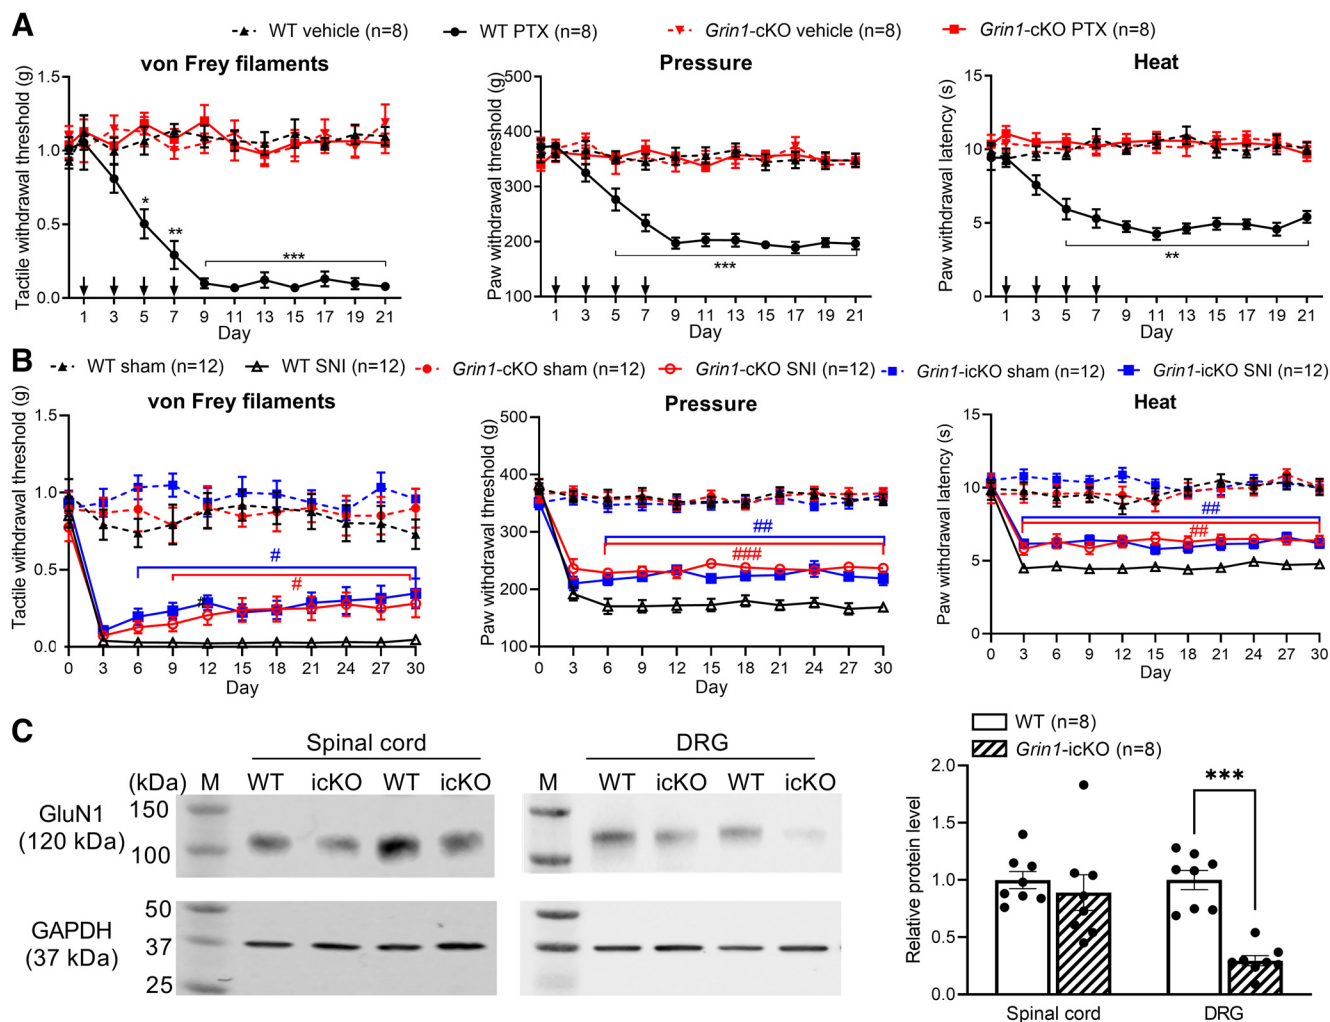 A
WT vehicle (n=8)
WT PTX (n=8)
Grin1-cKO vehicle (n=8)
Grin1-cKO PTX (n=8)
von Frey filaments
Tactile withdrawal threshold (g)
1.5
1.0
0.5
0.0
*
**
***
1 3 5 7 9 11 13 15 17 19 21
Day
Pressure
Paw withdrawal threshold (g)
500
400
300
200
100
***
1 3 5 7 9 11 13 15 17 19 21
Day
Heat
Paw withdrawal latency (s)
15
10
5
0
**
1 3 5 7 9 11 13 15 17 19 21
Day
B
WT sham (n=12)
WT SNI (n=12)
Grin1-cKO sham (n=12)
Grin1-cKO SNI (n=12)
Grin1-icKO sham (n=12)
Grin1-icKO SNI (n=12)
von Frey filaments
Tactile withdrawal threshold (g)
1.5
1.0
0.5
0.0
#
#
0 3 6 9 12 15 18 21 24 27 30
Day
Pressure
Paw withdrawal threshold (g)
500
400
300
200
100
##
###
0 3 6 9 12 15 18 21 24 27 30
Day
Heat
Paw withdrawal latency (s)
15
10
5
0
##
##
0 3 6 9 12 15 18 21 24 27 30
Day
C
Spinal cord
(kDa) M WT icKO WT icKO
GluN1
(120 kDa)
150
100
GAPDH
(37 kDa)
50
37
25
DRG
M WT icKO WT icKO
WT (n=8)
Grin1-icKO (n=8)
Relative protein level
2.0
1.5
1.0
0.5
0.0
***
Spinal cord
DRG